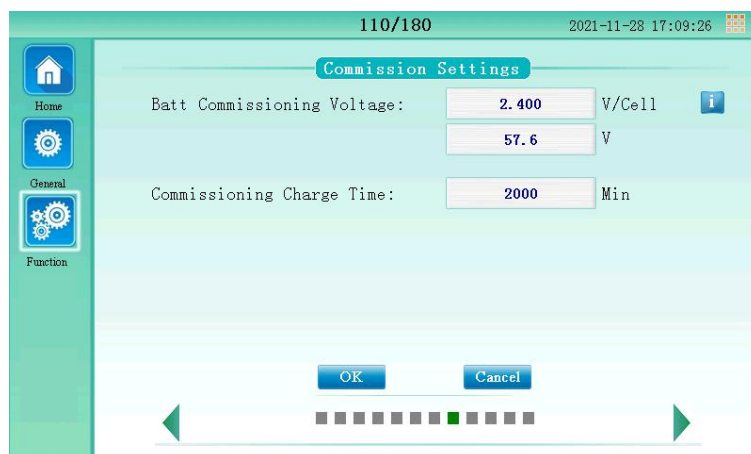 110/180 2021-11-28 17:09:26
Commission Settings
Home
Batt Commissioning Voltage: 2.400 V/Cell i
57.6 V
General
Commissioning Charge Time: 2000 Min
Function
OK Cancel